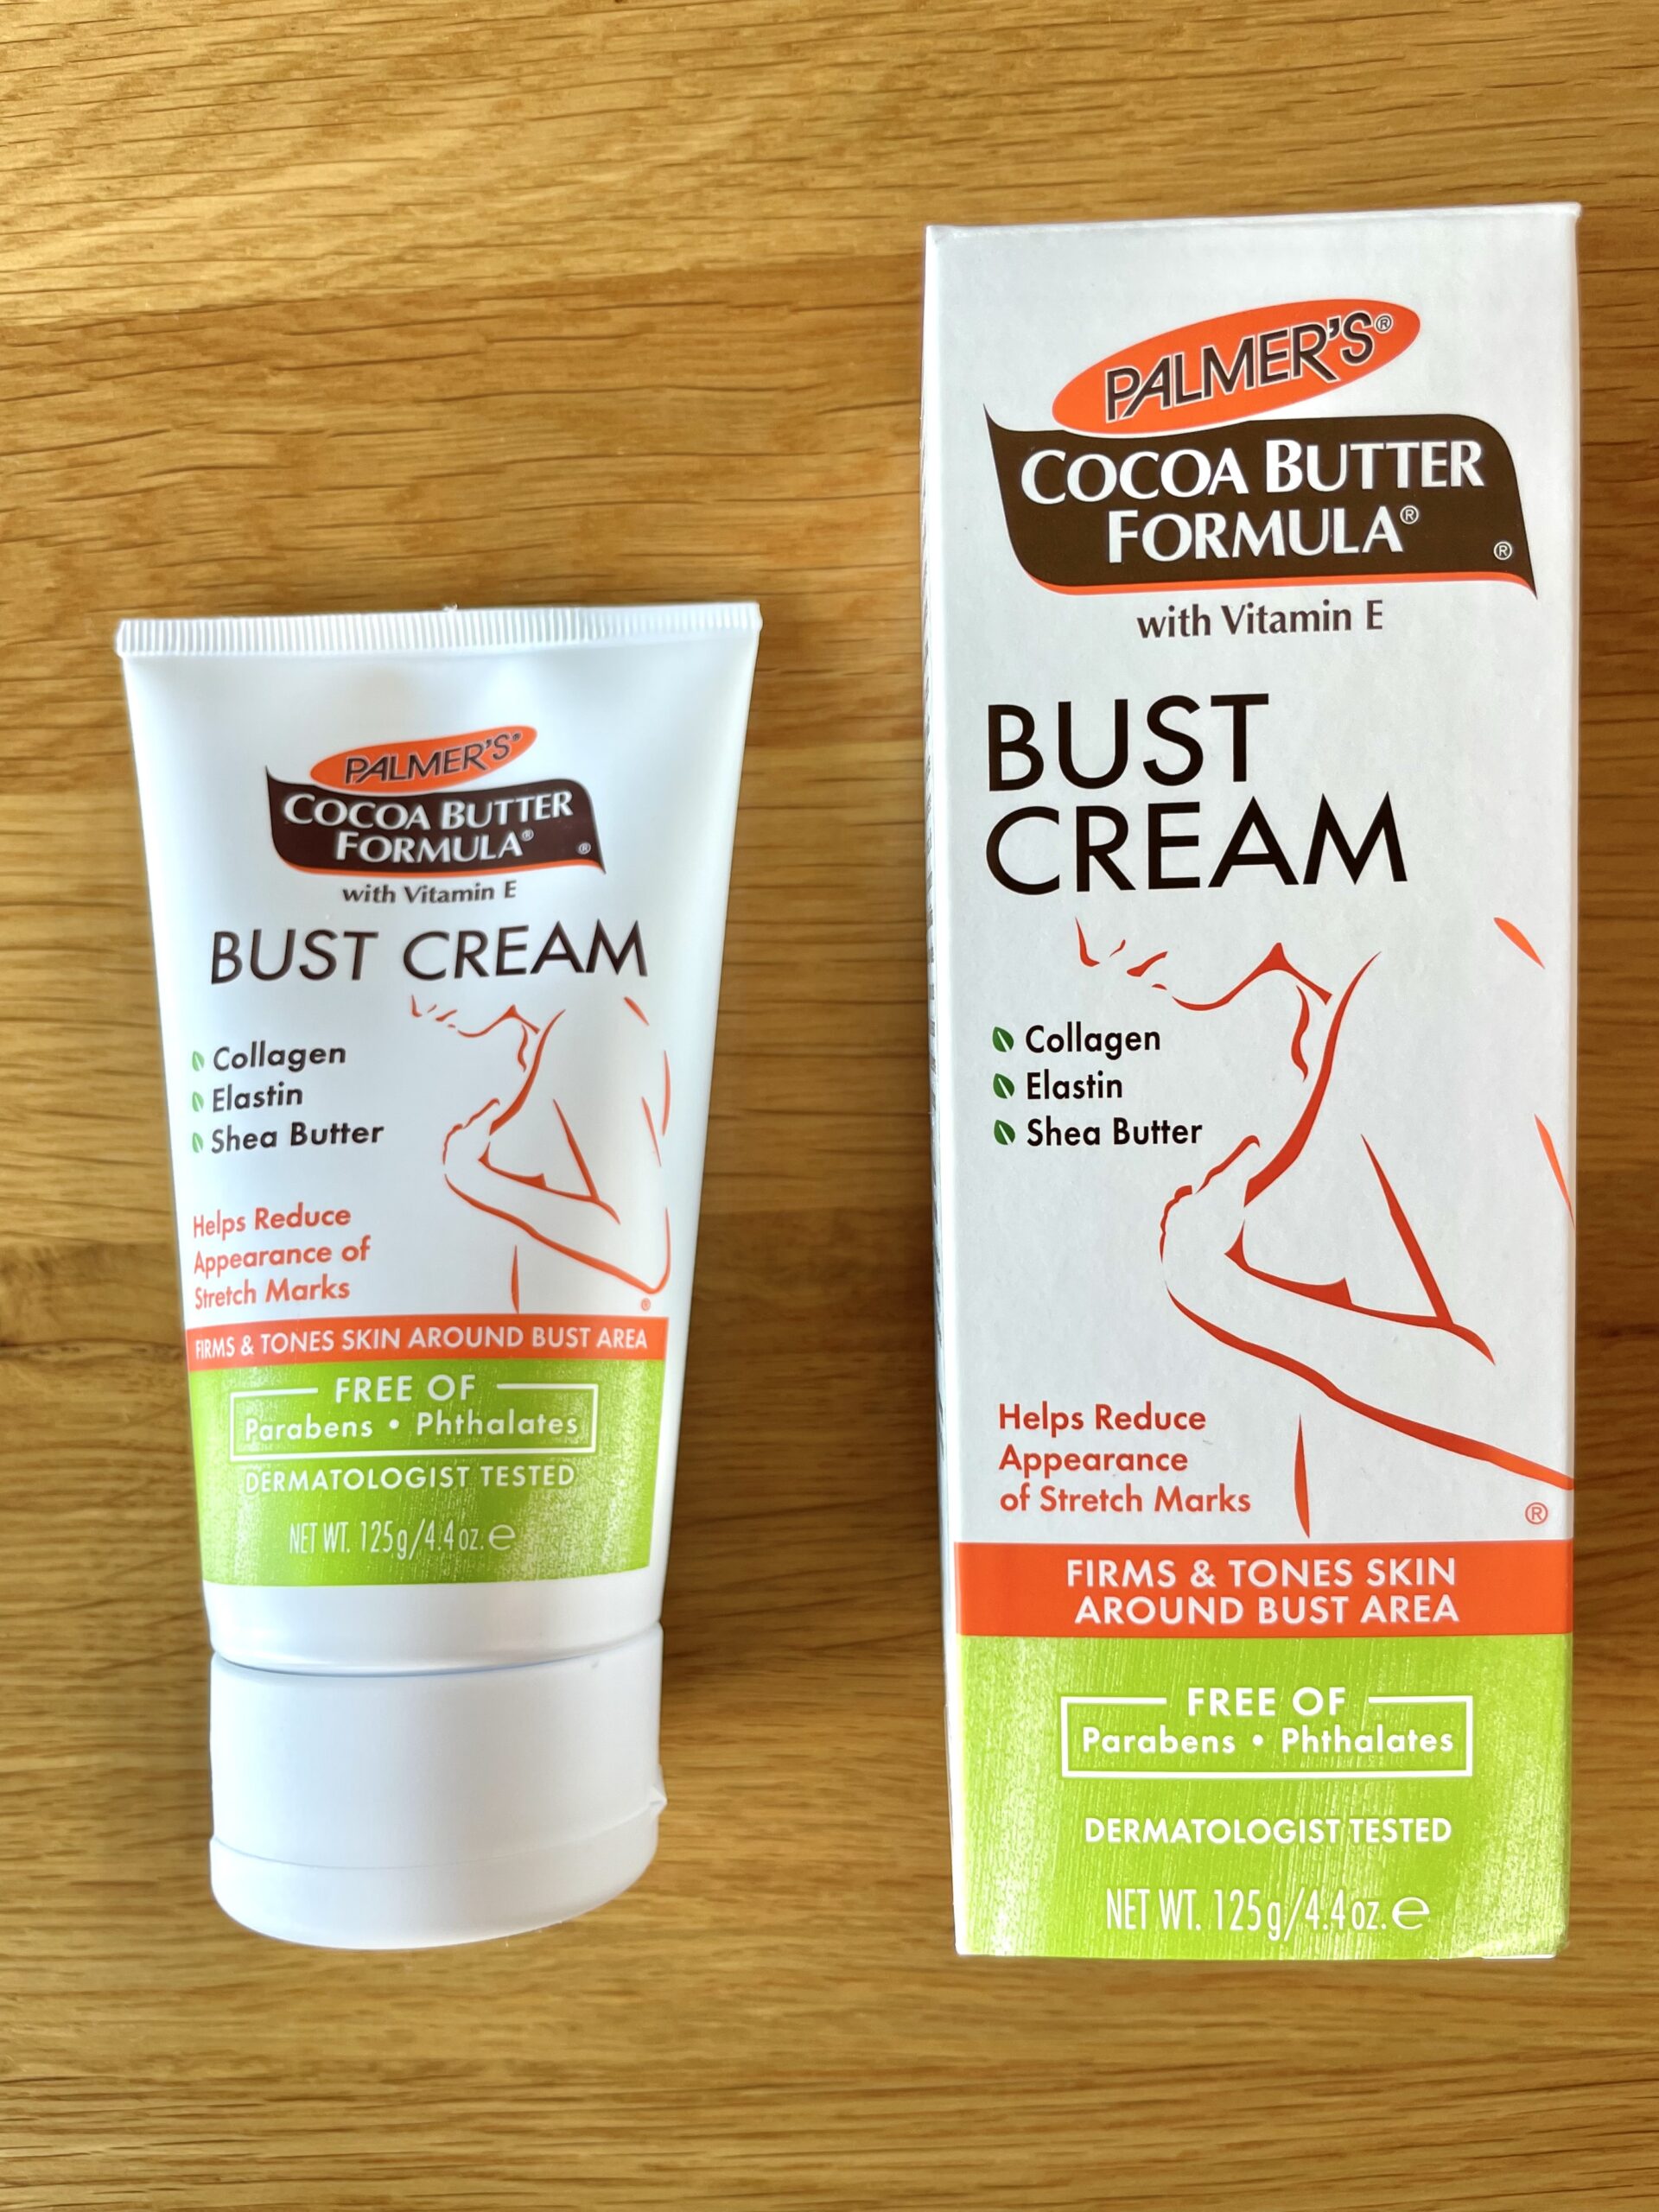 PALMER'S®
COCOA BUTTER
FORMULA®
®
with Vitamin E
BUST CREAM
Collagen
Elastin
Shea Butter
Helps Reduce
Appearance of
Stretch Marks
®
FIRMS & TONES SKIN AROUND BUST AREA
FREE OF
Parabens • Phthalates
DERMATOLOGIST TESTED
NET WT. 125g/4.4oz. ℮
PALMER'S®
COCOA BUTTER
FORMULA®
®
with Vitamin E
BUST
CREAM
Collagen
Elastin
Shea Butter
Helps Reduce
Appearance
of Stretch Marks
®
FIRMS & TONES SKIN
AROUND BUST AREA
FREE OF
Parabens • Phthalates
DERMATOLOGIST TESTED
NET WT. 125g/4.4oz. ℮